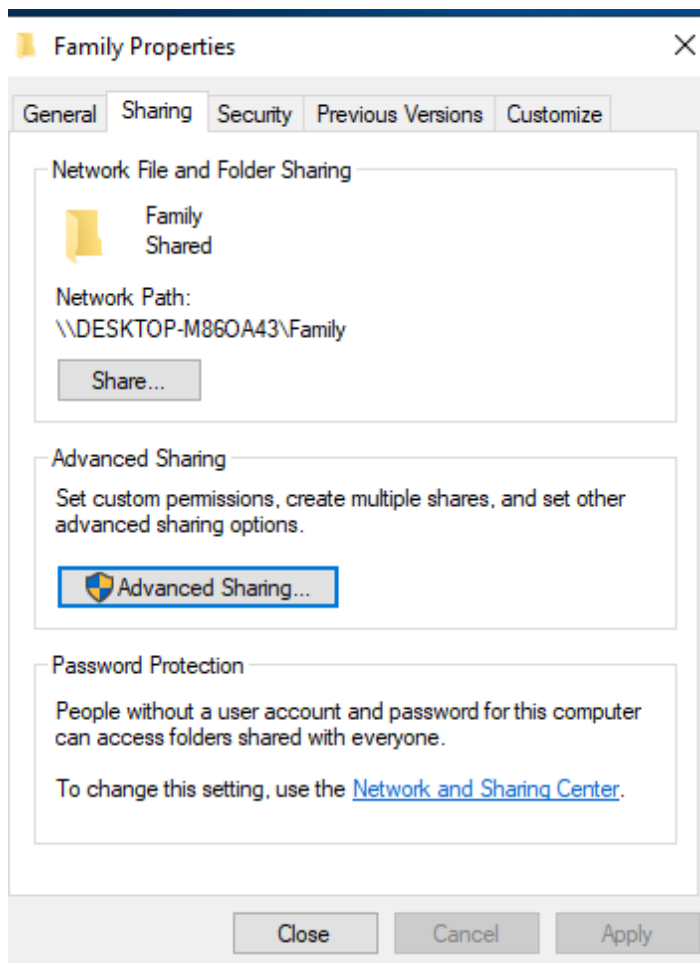 Family Properties
General Sharing Security Previous Versions Customize
Network File and Folder Sharing
Family
Shared
Network Path:
\\DESKTOP-M86OA43\Family
Share...
Advanced Sharing
Set custom permissions, create multiple shares, and set other
advanced sharing options.
Advanced Sharing...
Password Protection
People without a user account and password for this computer
can access folders shared with everyone.
To change this setting, use the Network and Sharing Center.
Close Cancel Apply